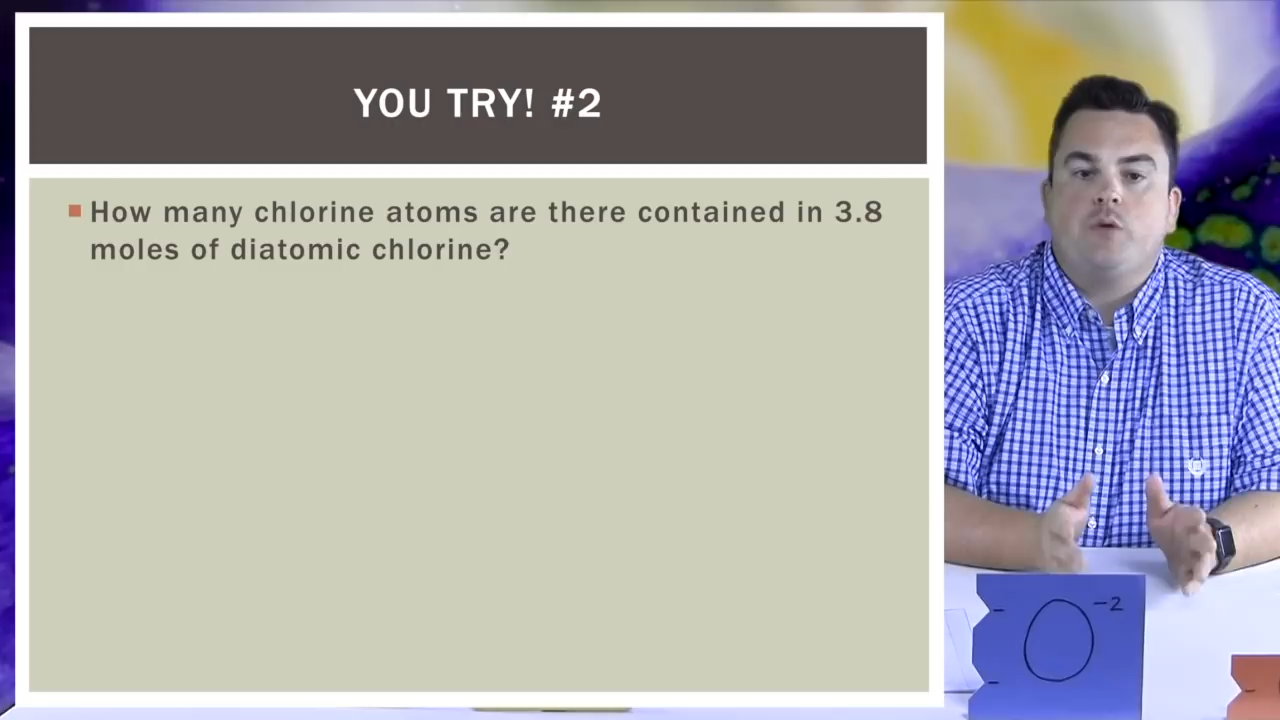 YOU TRY! #2
How many chlorine atoms are there contained in 3.8
moles of diatomic chlorine?
O -2